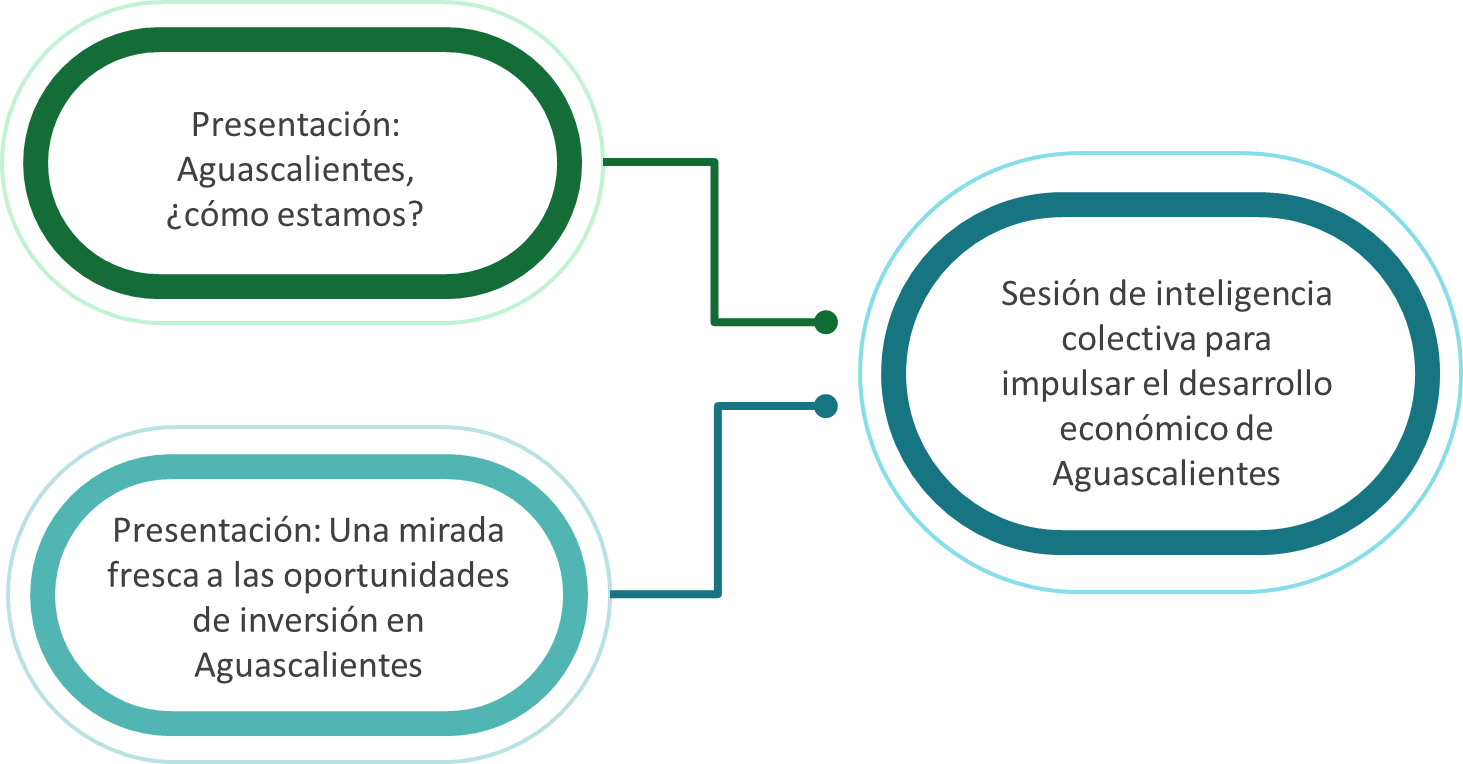 Presentación:
Aguascalientes,
¿cómo estamos?
Presentación: Una mirada
fresca a las oportunidades
de inversión en
Aguascalientes
Sesión de inteligencia
colectiva para
impulsar el desarrollo
económico de
Aguascalientes